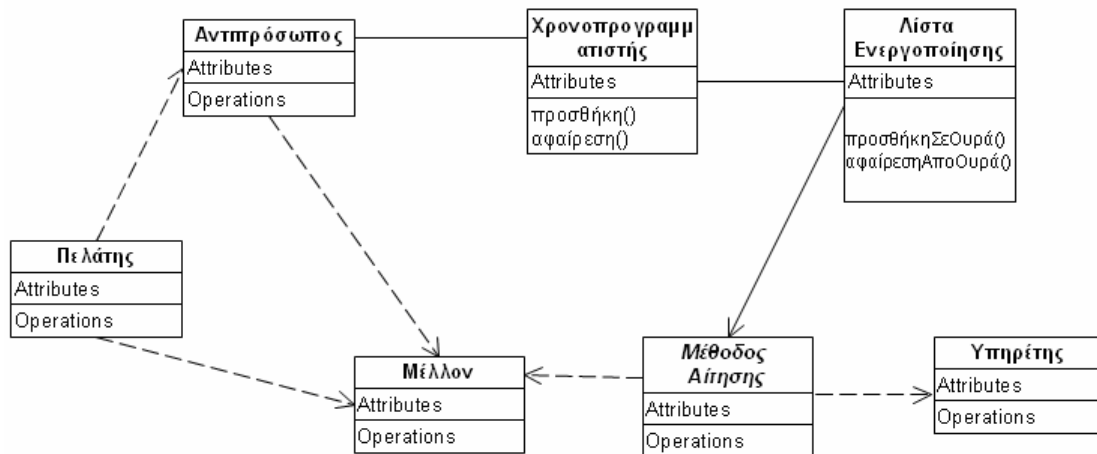 Αντιπρόσωπος
Attributes
Operations
Χρονοπρογραμμ
ατιστής
Attributes
προσθήκη()
αφαίρεση()
Λίστα
Ενεργοποίησης
Attributes
προσθήκηΣεΟυρά()
αφαίρεσηΑποΟυρά()
Πελάτης
Attributes
Operations
Μέλλον
Attributes
Operations
Μέθοδος
Αίτησης
Attributes
Operations
Υπηρέτης
Attributes
Operations